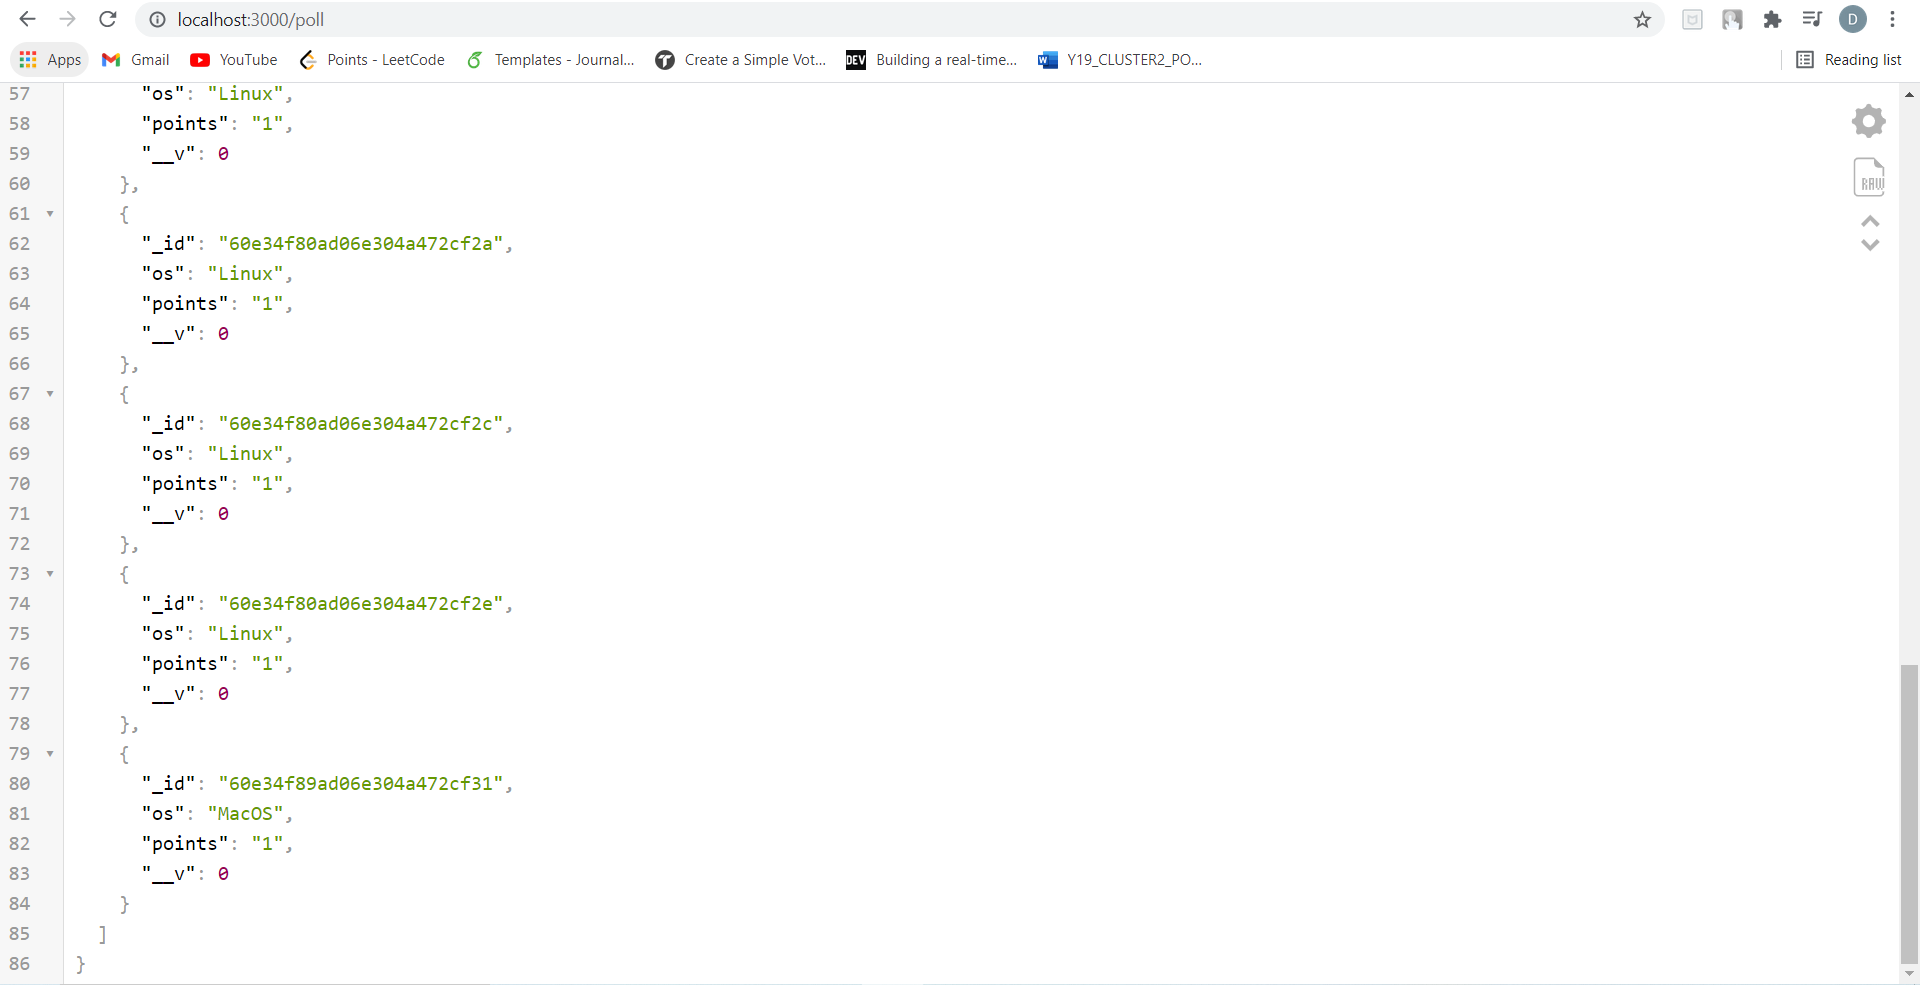 localhost:3000/poll
D
Apps Gmail YouTube Points - LeetCode Templates - Journal... Create a Simple Vot... DEV Building a real-time... W Y19_CLUSTER2_PO... Reading list
57 "os": "Linux",
58 "points": "1",
59 "__v": 0
60 },
61 {
62 "_id": "60e34f80ad06e304a472cf2a",
63 "os": "Linux",
64 "points": "1",
65 "__v": 0
66 },
67 {
68 "_id": "60e34f80ad06e304a472cf2c",
69 "os": "Linux",
70 "points": "1",
71 "__v": 0
72 },
73 {
74 "_id": "60e34f80ad06e304a472cf2e",
75 "os": "Linux",
76 "points": "1",
77 "__v": 0
78 },
79 {
80 "_id": "60e34f89ad06e304a472cf31",
81 "os": "MacOS",
82 "points": "1",
83 "__v": 0
84 }
85 ]
86 }
RAW